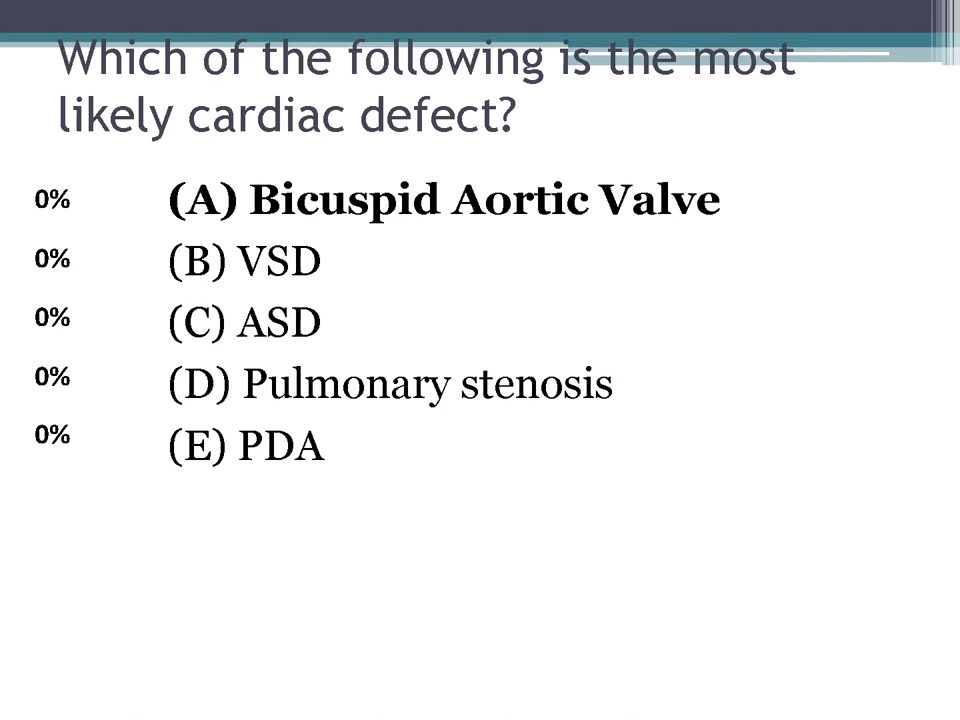 Which of the following is the most
likely cardiac defect?
0% (A) Bicuspid Aortic Valve
0% (B) VSD
0% (C) ASD
0% (D) Pulmonary stenosis
0% (E) PDA